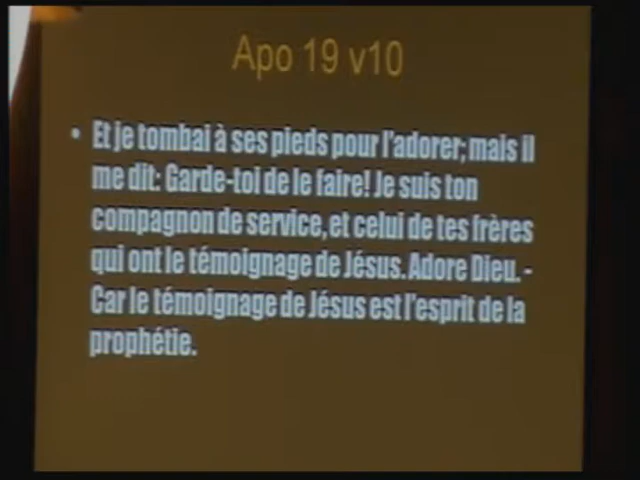 Apo 19 v10
• Et je tombai à ses pieds pour l'adorer; mais il
me dit: Garde-toi de le faire! Je suis ton
compagnon de service, et celui de tes frères
qui ont le témoignage de Jésus. Adore Dieu. -
Car le témoignage de Jésus est l'esprit de la
prophétie.